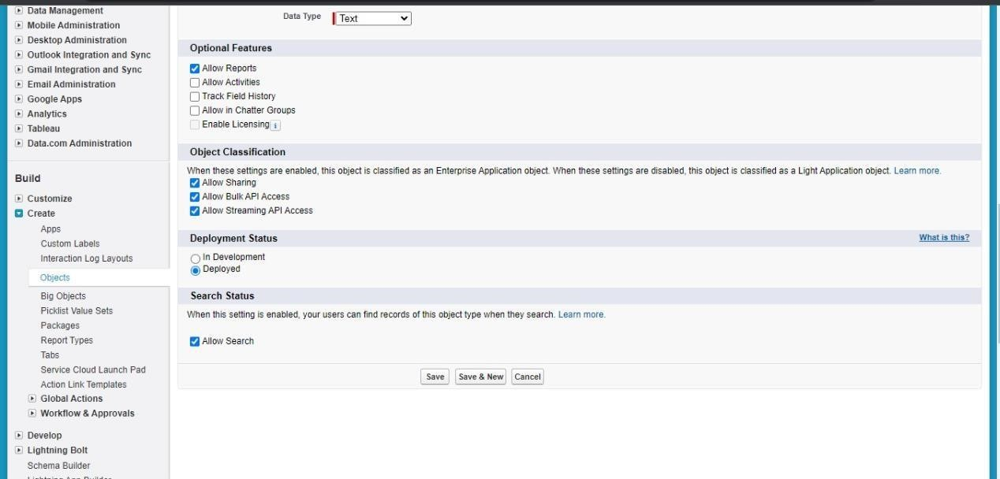 Data Management
Mobile Administration
Desktop Administration
Outlook Integration and Sync
Gmail Integration and Sync
Email Administration
Google Apps
Analytics
Tableau
Data.com Administration
Build
Customize
Create
Apps
Custom Labels
Interaction Log Layouts
Objects
Big Objects
Picklist Value Sets
Packages
Report Types
Tabs
Service Cloud Launch Pad
Action Link Templates
Global Actions
Workflow & Approvals
Develop
Lightning Bolt
Schema Builder
Lightning App Builder
Data Type Text
Optional Features
Allow Reports
Allow Activities
Track Field History
Allow in Chatter Groups
Enable Licensing i
Object Classification
When these settings are enabled, this object is classified as an Enterprise Application object. When these settings are disabled, this object is classified as a Light Application object. Learn more.
Allow Sharing
Allow Bulk API Access
Allow Streaming API Access
Deployment Status What is this?
In Development
Deployed
Search Status
When this setting is enabled, your users can find records of this object type when they search. Learn more.
Allow Search
Save Save & New Cancel